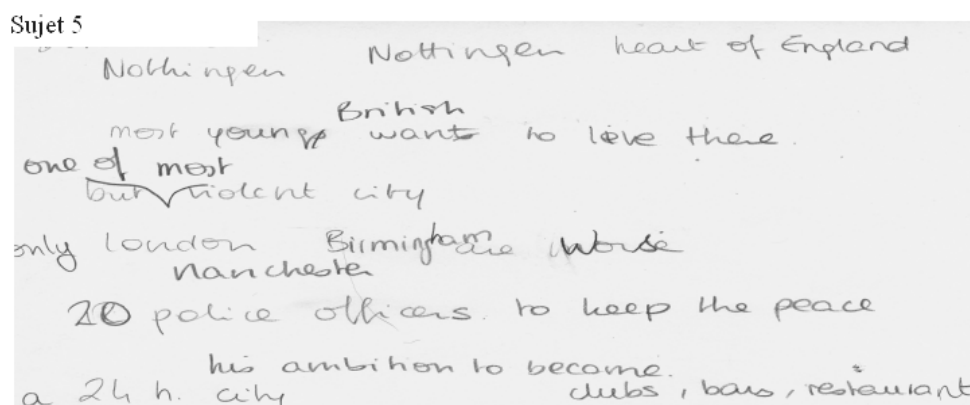 Sujet 5
Nothingen Nottingen heart of England
British
most young want to live there.
one of most
but violent city
only london Birmingham are worse
Manchester
20 police officers. to keep the peace
his ambition to become.
a 24 h. city clubs, bars, restaurant